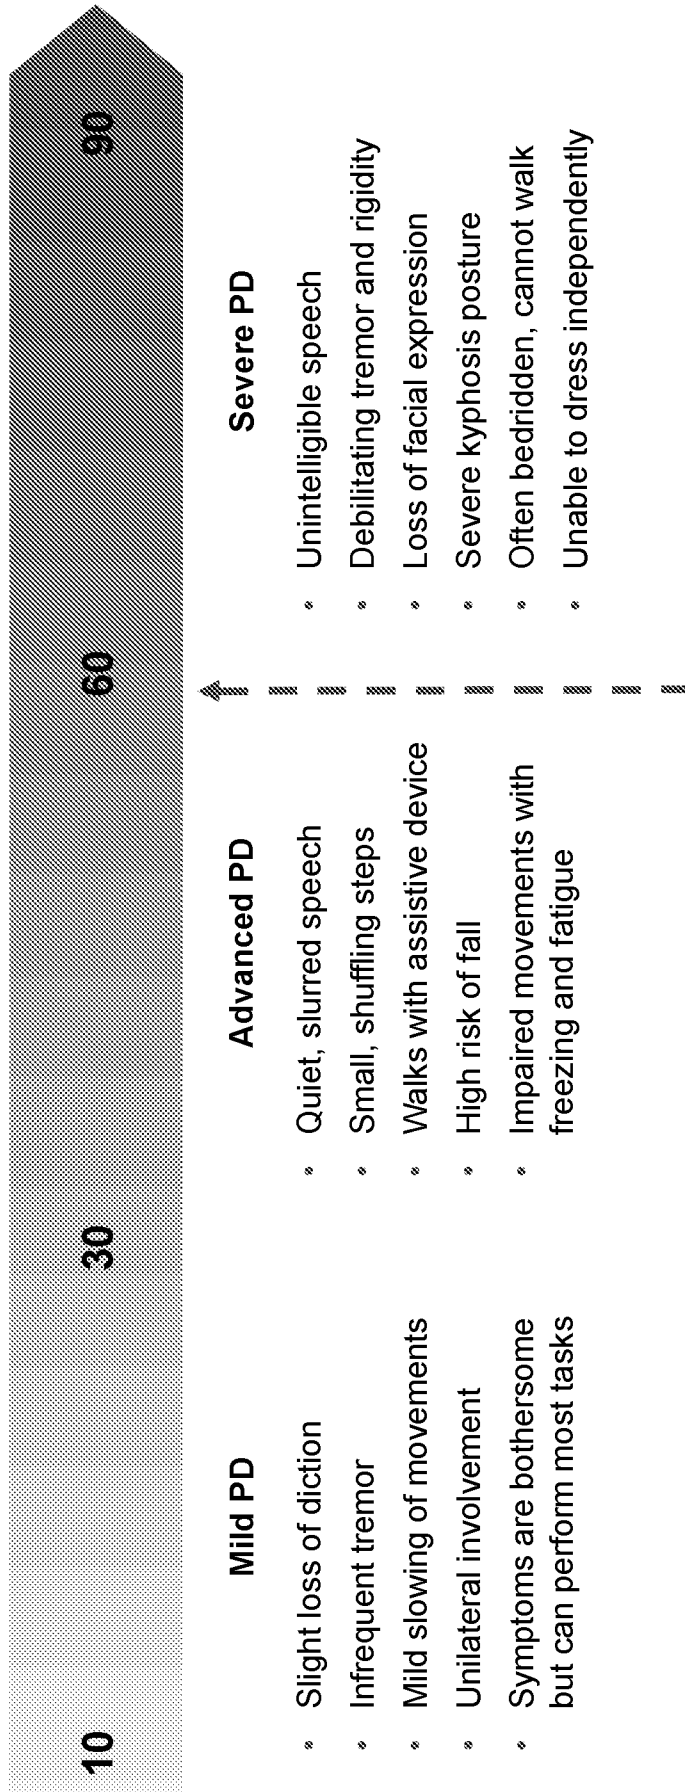 10 30 60 90
Mild PD
Slight loss of diction
Infrequent tremor
Mild slowing of movements
Unilateral involvement
Symptoms are bothersome
but can perform most tasks
Advanced PD
Quiet, slurred speech
Small, shuffling steps
Walks with assistive device
High risk of fall
Impaired movements with
freezing and fatigue
Severe PD
Unintelligible speech
Debilitating tremor and rigidity
Loss of facial expression
Severe kyphosis posture
Often bedridden, cannot walk
Unable to dress independently